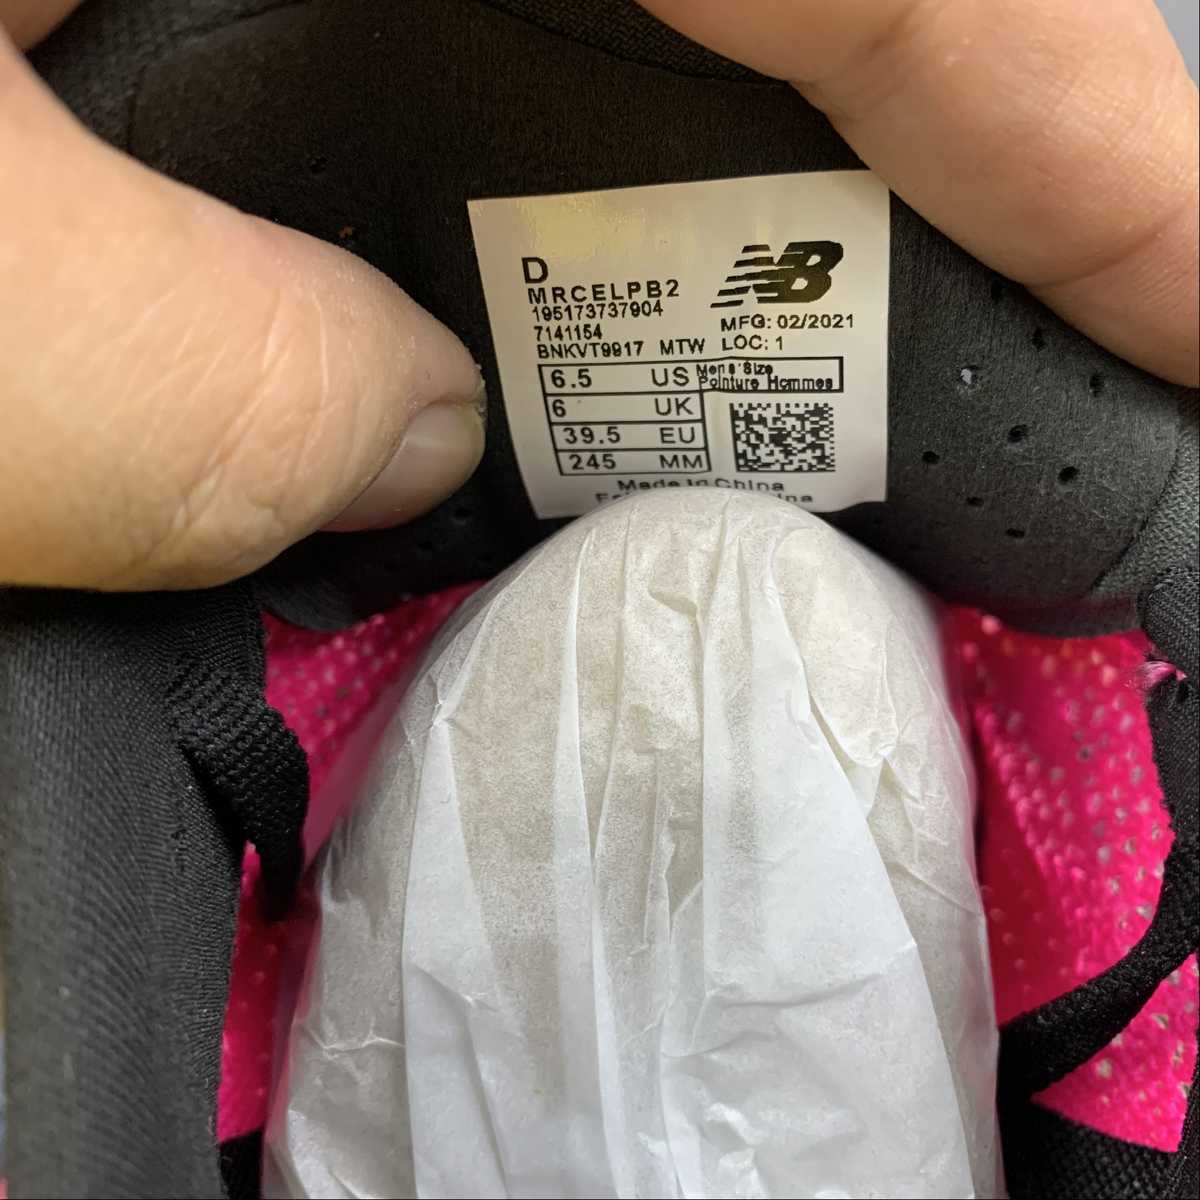 D
MRCELPB2
195173737904
7141154
BNKVT9917 MTW
NB
MFG: 02/2021
LOC: 1
6.5 US Men's Size
Pointure Hommes
6 UK
39.5 EU
245 MM
Made in China